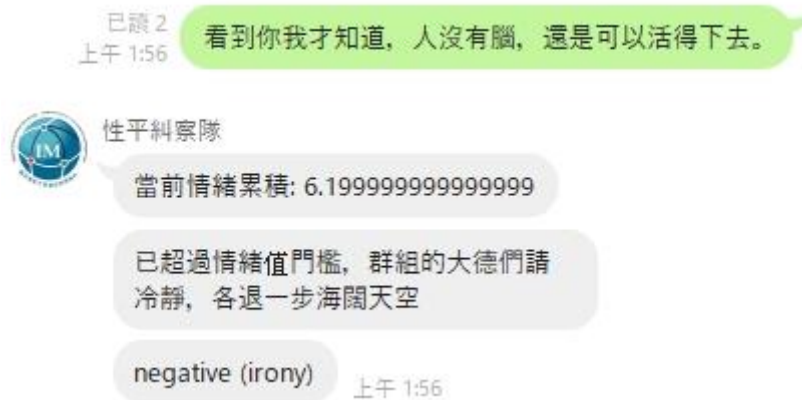 已讀 2
上午 1:56
看到你我才知道，人沒有腦，還是可以活得下去。
IM
性平糾察隊
當前情緒累積: 6.199999999999999
已超過情緒值門檻，群組的大德們請
冷靜，各退一步海闊天空
negative (irony)
上午 1:56